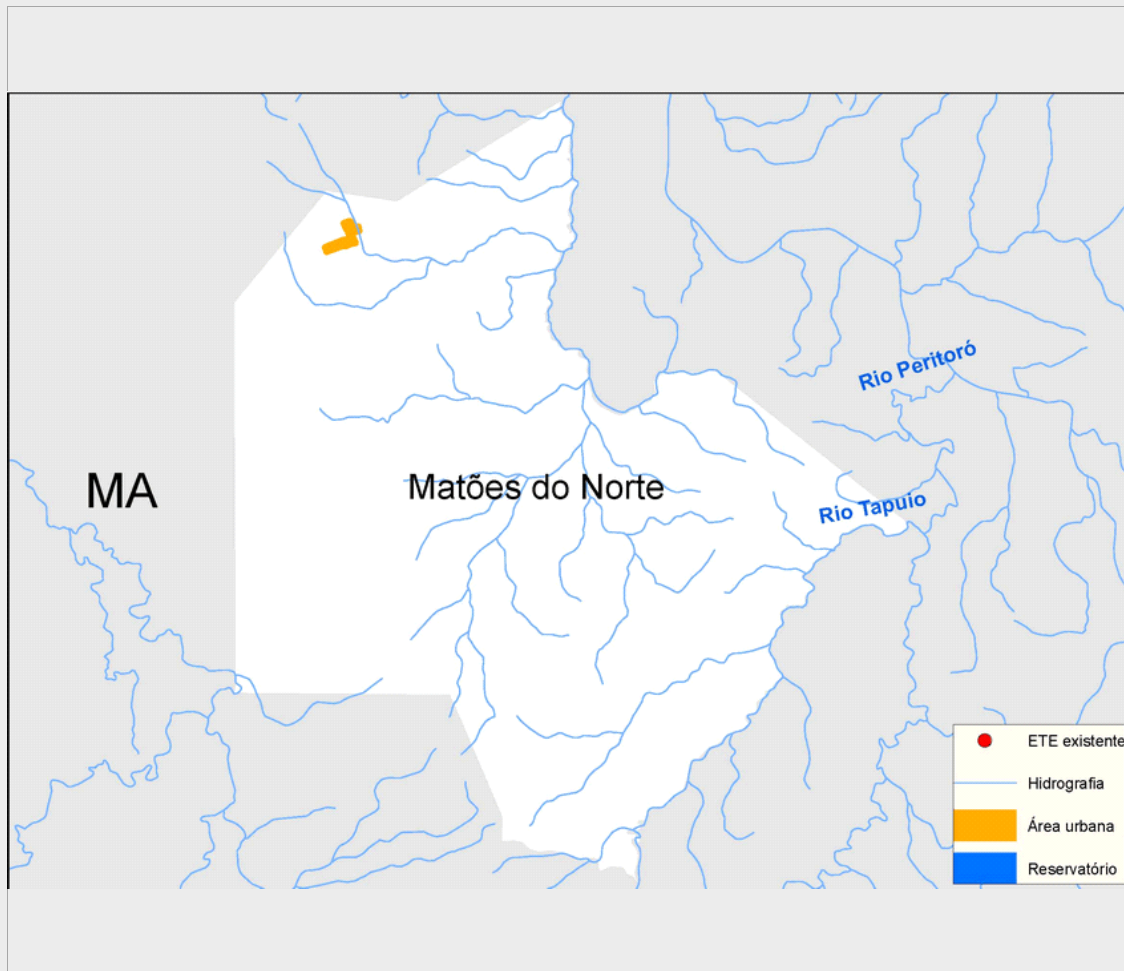 Rio Peritoró
MA
Matões do Norte
Rio Tapuio
ETE existente
Hidrografia
Área urbana
Reservatório